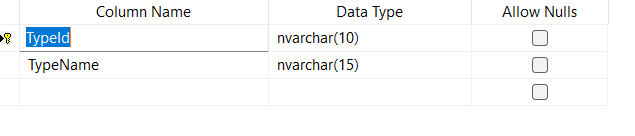 Column Name Data Type Allow Nulls
TypeId nvarchar(10)
TypeName nvarchar(15)